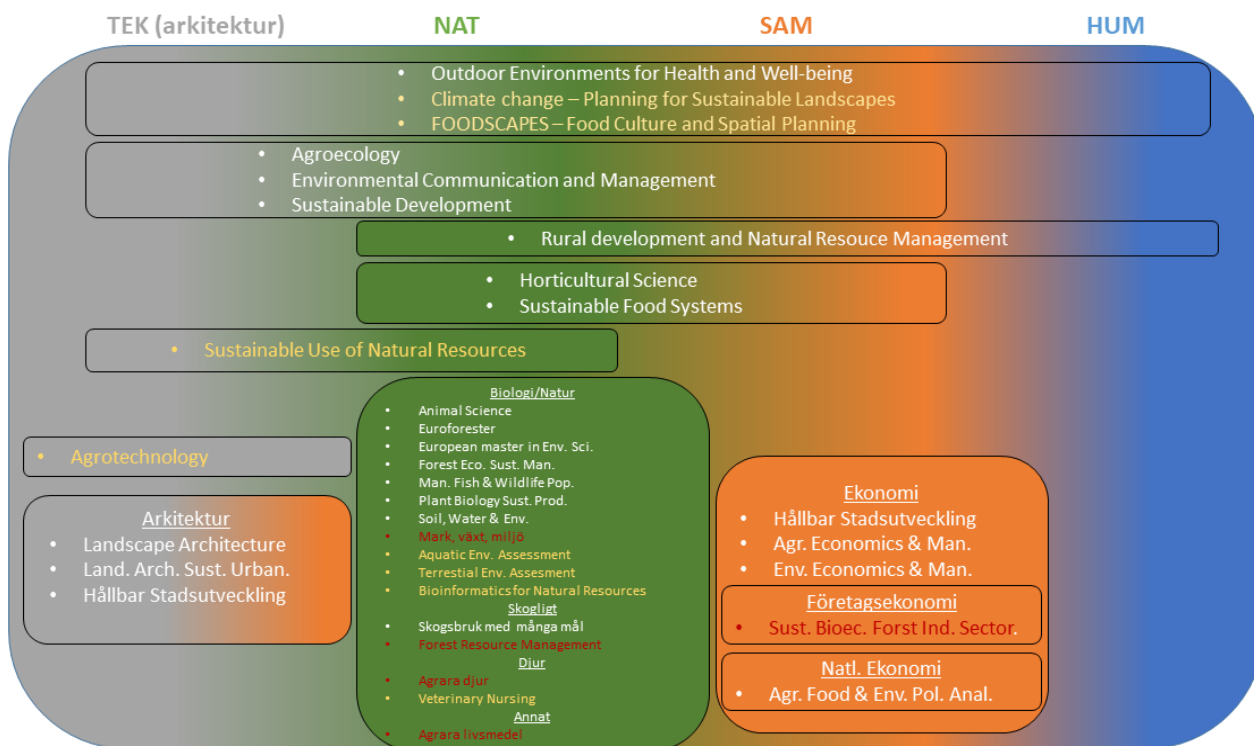 TEK (arkitektur) NAT SAM HUM
• Outdoor Environments for Health and Well-being
• Climate change – Planning for Sustainable Landscapes
• FOODSCAPES – Food Culture and Spatial Planning
• Agroecology
• Environmental Communication and Management
• Sustainable Development
• Rural development and Natural Resouce Management
• Horticultural Science
• Sustainable Food Systems
• Sustainable Use of Natural Resources
• Agrotechnology
Arkitektur
• Landscape Architecture
• Land. Arch. Sust. Urban.
• Hållbar Stadsutveckling
Biologi/Natur
• Animal Science
• Euroforester
• European master in Env. Sci.
• Forest Eco. Sust. Man.
• Man. Fish & Wildlife Pop.
• Plant Biology Sust. Prod.
• Soil, Water & Env.
• Mark, växt, miljö
• Aquatic Env. Assessment
• Terrestial Env. Assesment
• Bioinformatics for Natural Resources
Skogligt
• Skogsbruk med många mål
• Forest Resource Management
Djur
• Agrara djur
• Veterinary Nursing
Annat
• Agrara livsmedel
Ekonomi
• Hållbar Stadsutveckling
• Agr. Economics & Man.
• Env. Economics & Man.
Företagsekonomi
• Sust. Bioec. Forst Ind. Sector.
Natl. Ekonomi
• Agr. Food & Env. Pol. Anal.